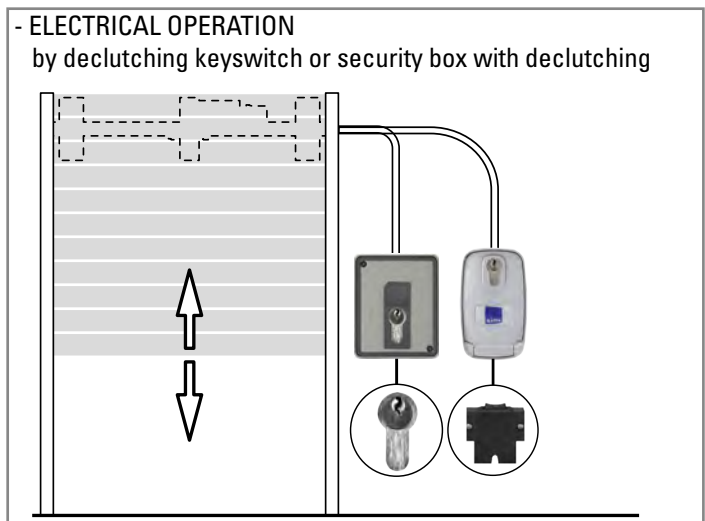 - ELECTRICAL OPERATION
by declutching keyswitch or security box with declutching